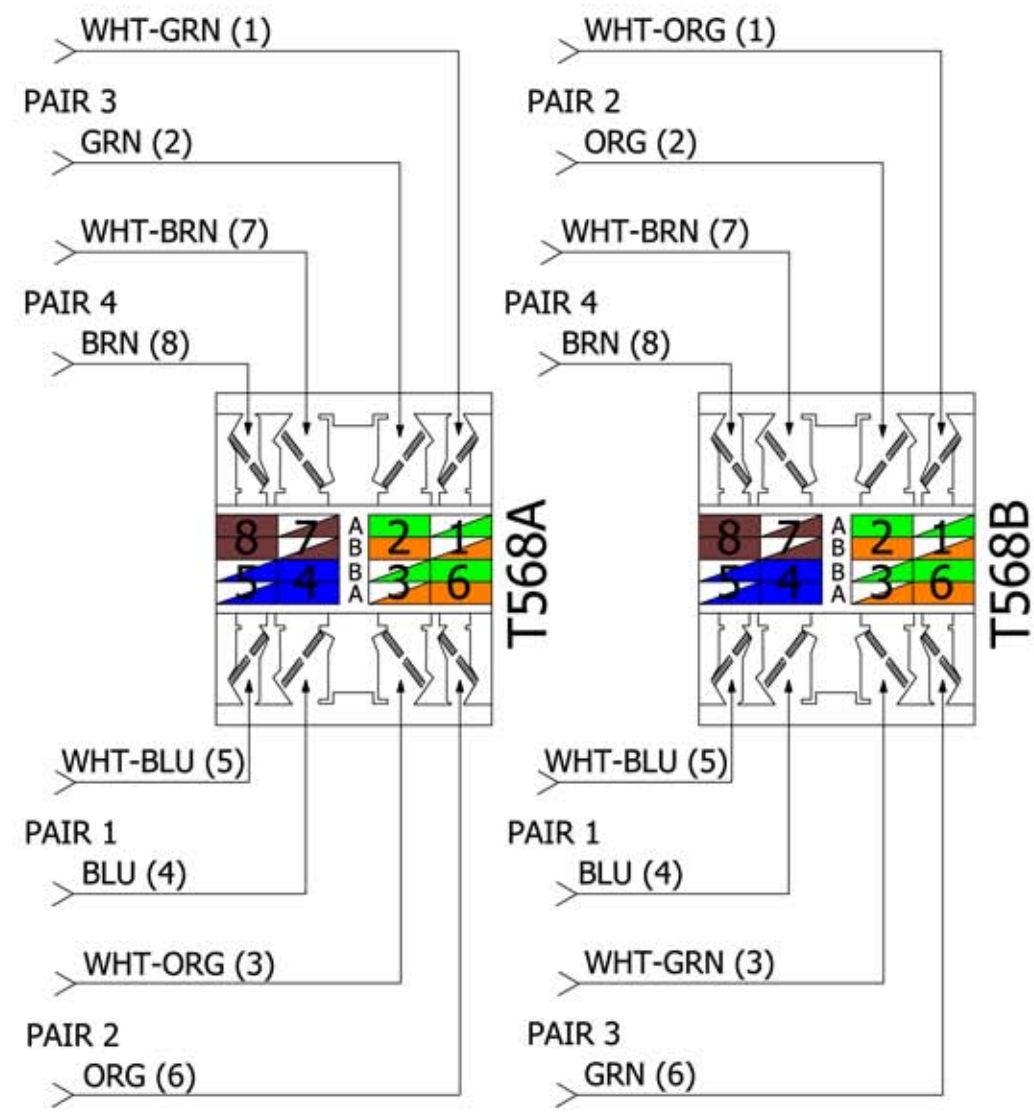 WHT-GRN (1)
PAIR 3
GRN (2)
WHT-BRN (7)
PAIR 4
BRN (8)
8 7 A 2 1
B
5 4 B 3 6
A
T568A
WHT-BLU (5)
PAIR 1
BLU (4)
WHT-ORG (3)
PAIR 2
ORG (6)
WHT-ORG (1)
PAIR 2
ORG (2)
WHT-BRN (7)
PAIR 4
BRN (8)
8 7 A 2 1
B
5 4 B 3 6
A
T568B
WHT-BLU (5)
PAIR 1
BLU (4)
WHT-GRN (3)
PAIR 3
GRN (6)